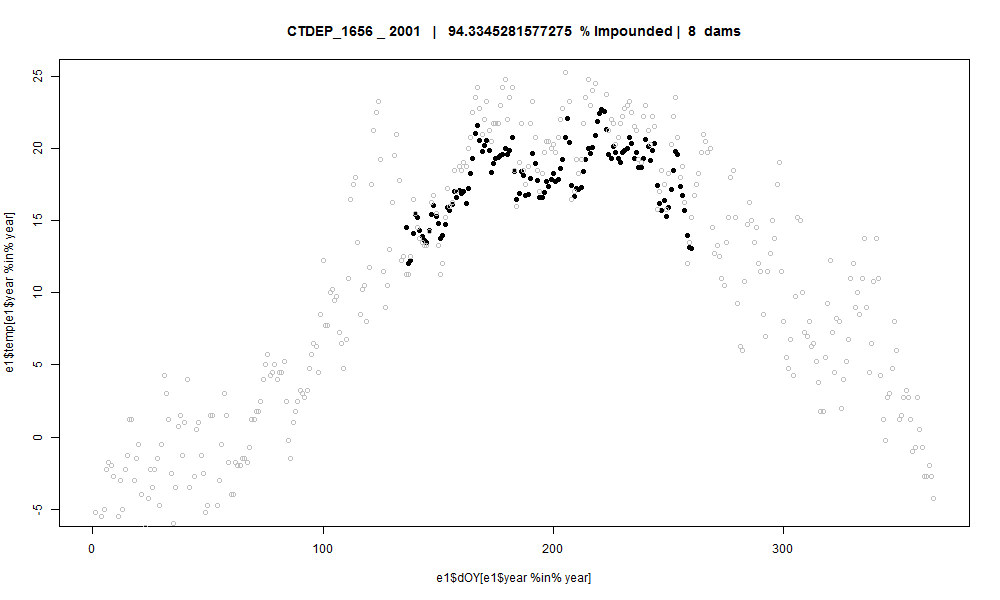 CTDEP_1656 _ 2001 | 94.3345281577275 % Impounded | 8 dams
25
20
15
10
5
0
-5
e1$temp[e1$year %in% year]
0 100 200 300
e1$dOY[e1$year %in% year]